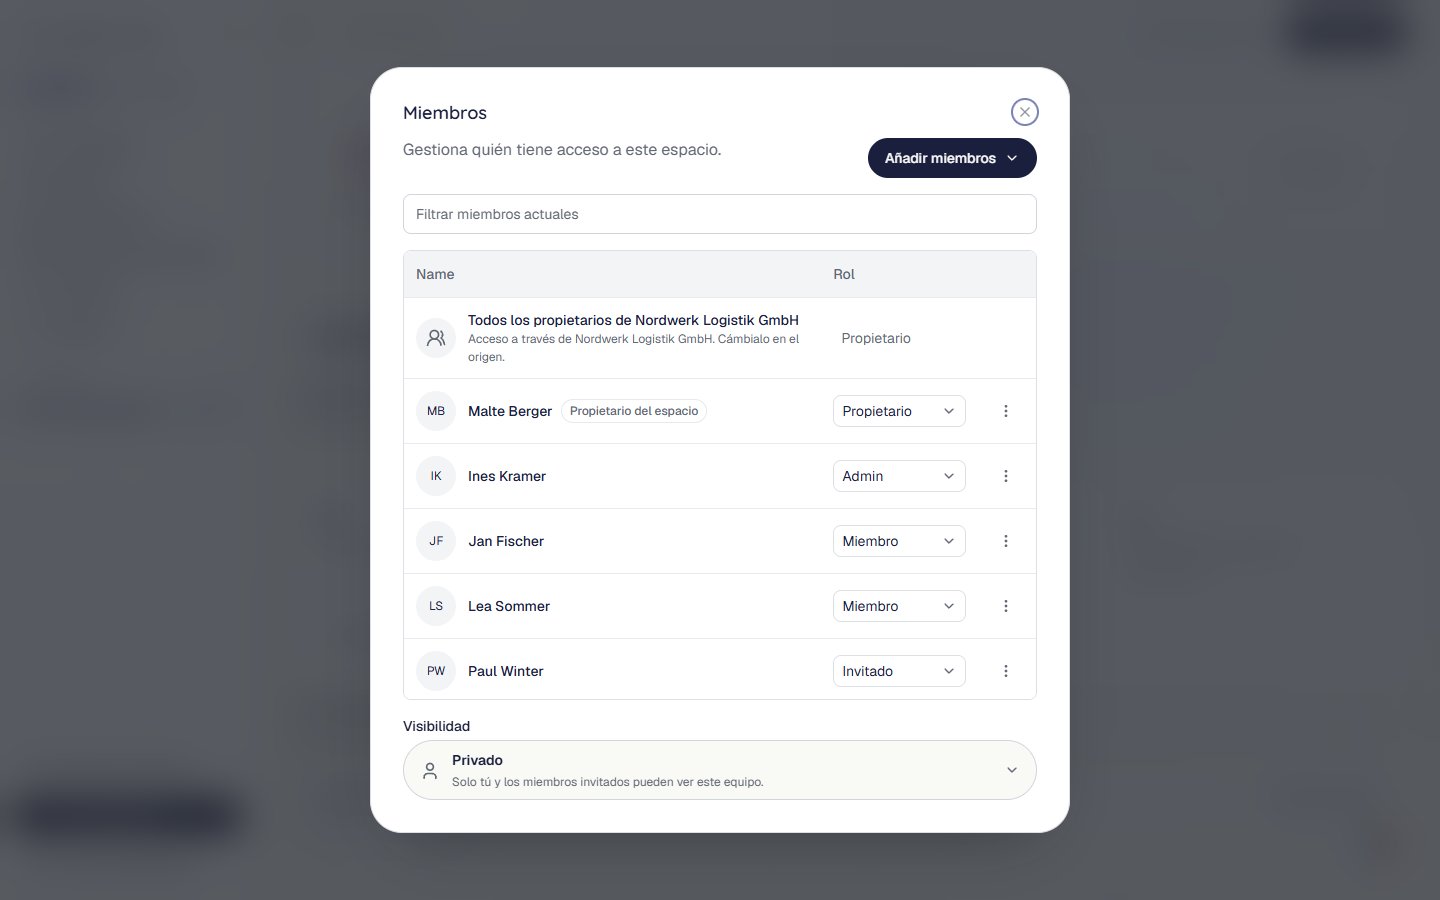 Miembros
Gestiona quién tiene acceso a este espacio.
Añadir miembros
Filtrar miembros actuales
Name Rol
Todos los propietarios de Nordwerk Logistik GmbH
Acceso a través de Nordwerk Logistik GmbH. Cámbialo en el
origen.
Propietario
MB Malte Berger Propietario del espacio Propietario
IK Ines Kramer Admin
JF Jan Fischer Miembro
LS Lea Sommer Miembro
PW Paul Winter Invitado
Visibilidad
Privado
Solo tú y los miembros invitados pueden ver este equipo.